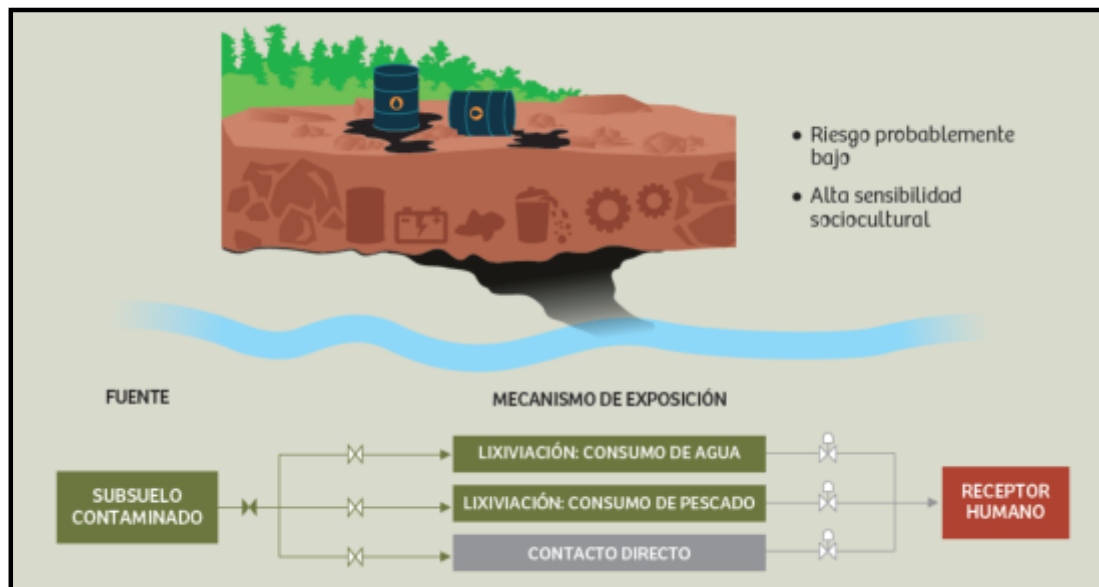 • Riesgo probablemente
bajo
• Alta sensibilidad
sociocultural
FUENTE
MECANISMO DE EXPOSICIÓN
SUBSUELO
CONTAMINADO
LIXIVIACIÓN: CONSUMO DE AGUA
LIXIVIACIÓN: CONSUMO DE PESCADO
CONTACTO DIRECTO
RECEPTOR
HUMANO